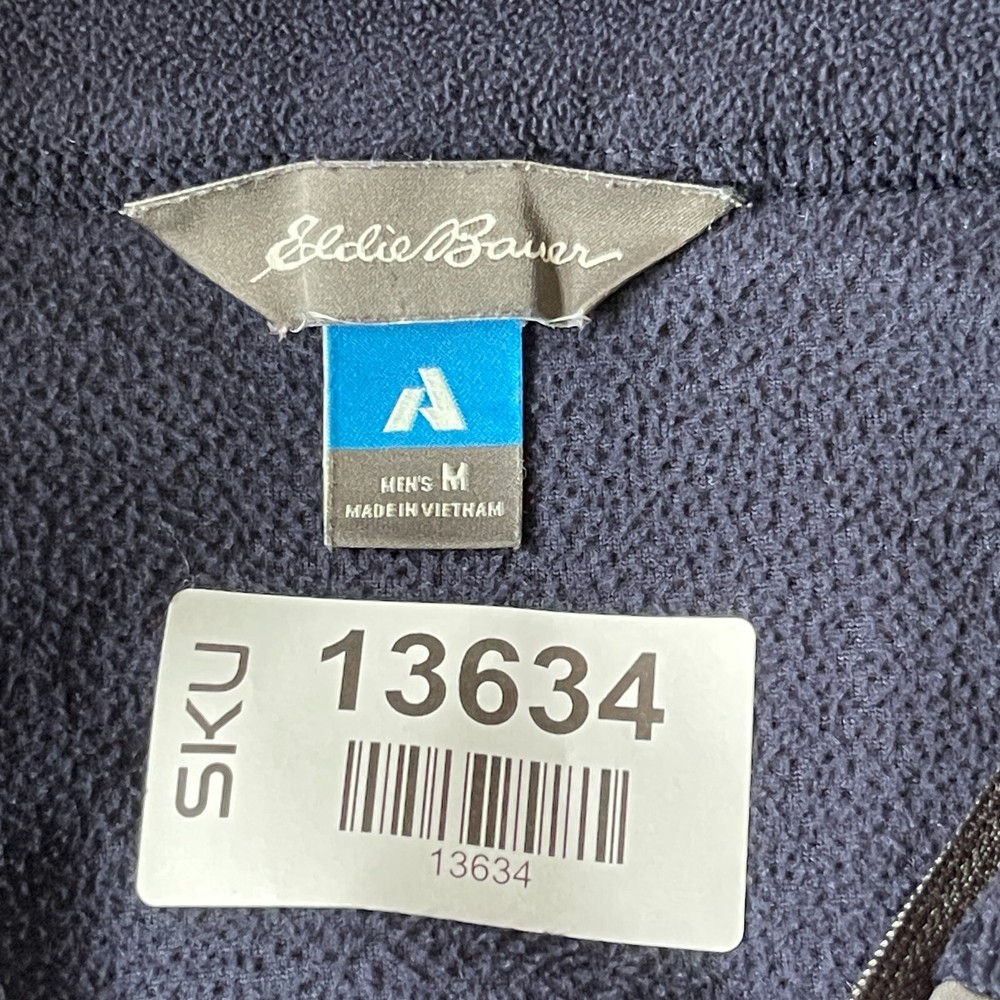 Eddie Bauer
MEN'S M
MADE IN VIETNAM
SKU
13634
13634